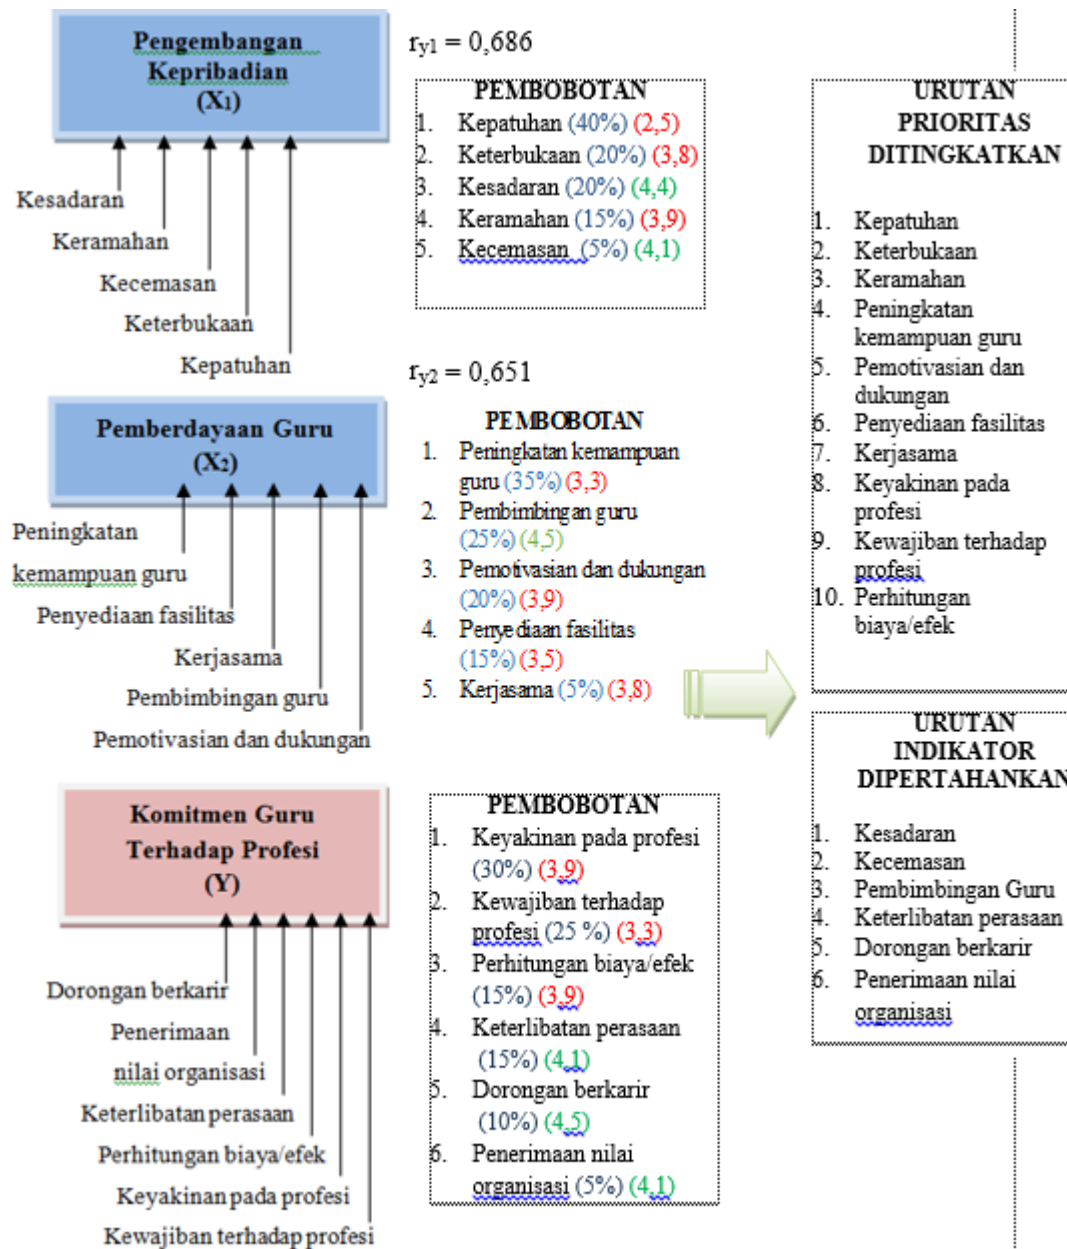 Pengembangan
Kepribadian
(X1)
Kesadaran
Keramahan
Kecemasan
Keterbukaan
Kepatuhan
ry1 = 0,686
PEMBOBOTAN
1. Kepatuhan (40%) (2,5)
2. Keterbukaan (20%) (3,8)
3. Kesadaran (20%) (4,4)
4. Keramahan (15%) (3,9)
5. Kecemasan (5%) (4,1)
ry2 = 0,651
Pemberdayaan Guru
(X2)
Peningkatan
kemampuan guru
Penyediaan fasilitas
Kerjasama
Pembimbingan guru
Pemotivasian dan dukungan
PEMBOBOTAN
1. Peningkatan kemampuan
guru (35%) (3,3)
2. Pembimbingan guru
(25%) (4,5)
3. Pemotivasian dan dukungan
(20%) (3,9)
4. Penyediaan fasilitas
(15%) (3,5)
5. Kerjasama (5%) (3,8)
Komitmen Guru
Terhadap Profesi
(Y)
Dorongan berkarir
Penerimaan
nilai organisasi
Keterlibatan perasaan
Perhitungan biaya/efek
Keyakinan pada profesi
Kewajiban terhadap profesi
PEMBOBOTAN
1. Keyakinan pada profesi
(30%) (3,9)
2. Kewajiban terhadap
profesi (25 %) (3,3)
3. Perhitungan biaya/efek
(15%) (3,9)
4. Keterlibatan perasaan
(15%) (4,1)
5. Dorongan berkarir
(10%) (4,5)
6. Penerimaan nilai
organisasi (5%) (4,1)
URUTAN
PRIORITAS
DITINGKATKAN
1. Kepatuhan
2. Keterbukaan
3. Keramahan
4. Peningkatan
kemampuan guru
5. Pemotivasian dan
dukungan
6. Penyediaan fasilitas
7. Kerjasama
8. Keyakinan pada
profesi
9. Kewajiban terhadap
profesi
10. Perhitungan
biaya/efek
URUTAN
INDIKATOR
DIPERTAHANKAN
1. Kesadaran
2. Kecemasan
3. Pembimbingan Guru
4. Keterlibatan perasaan
5. Dorongan berkarir
6. Penerimaan nilai
organisasi